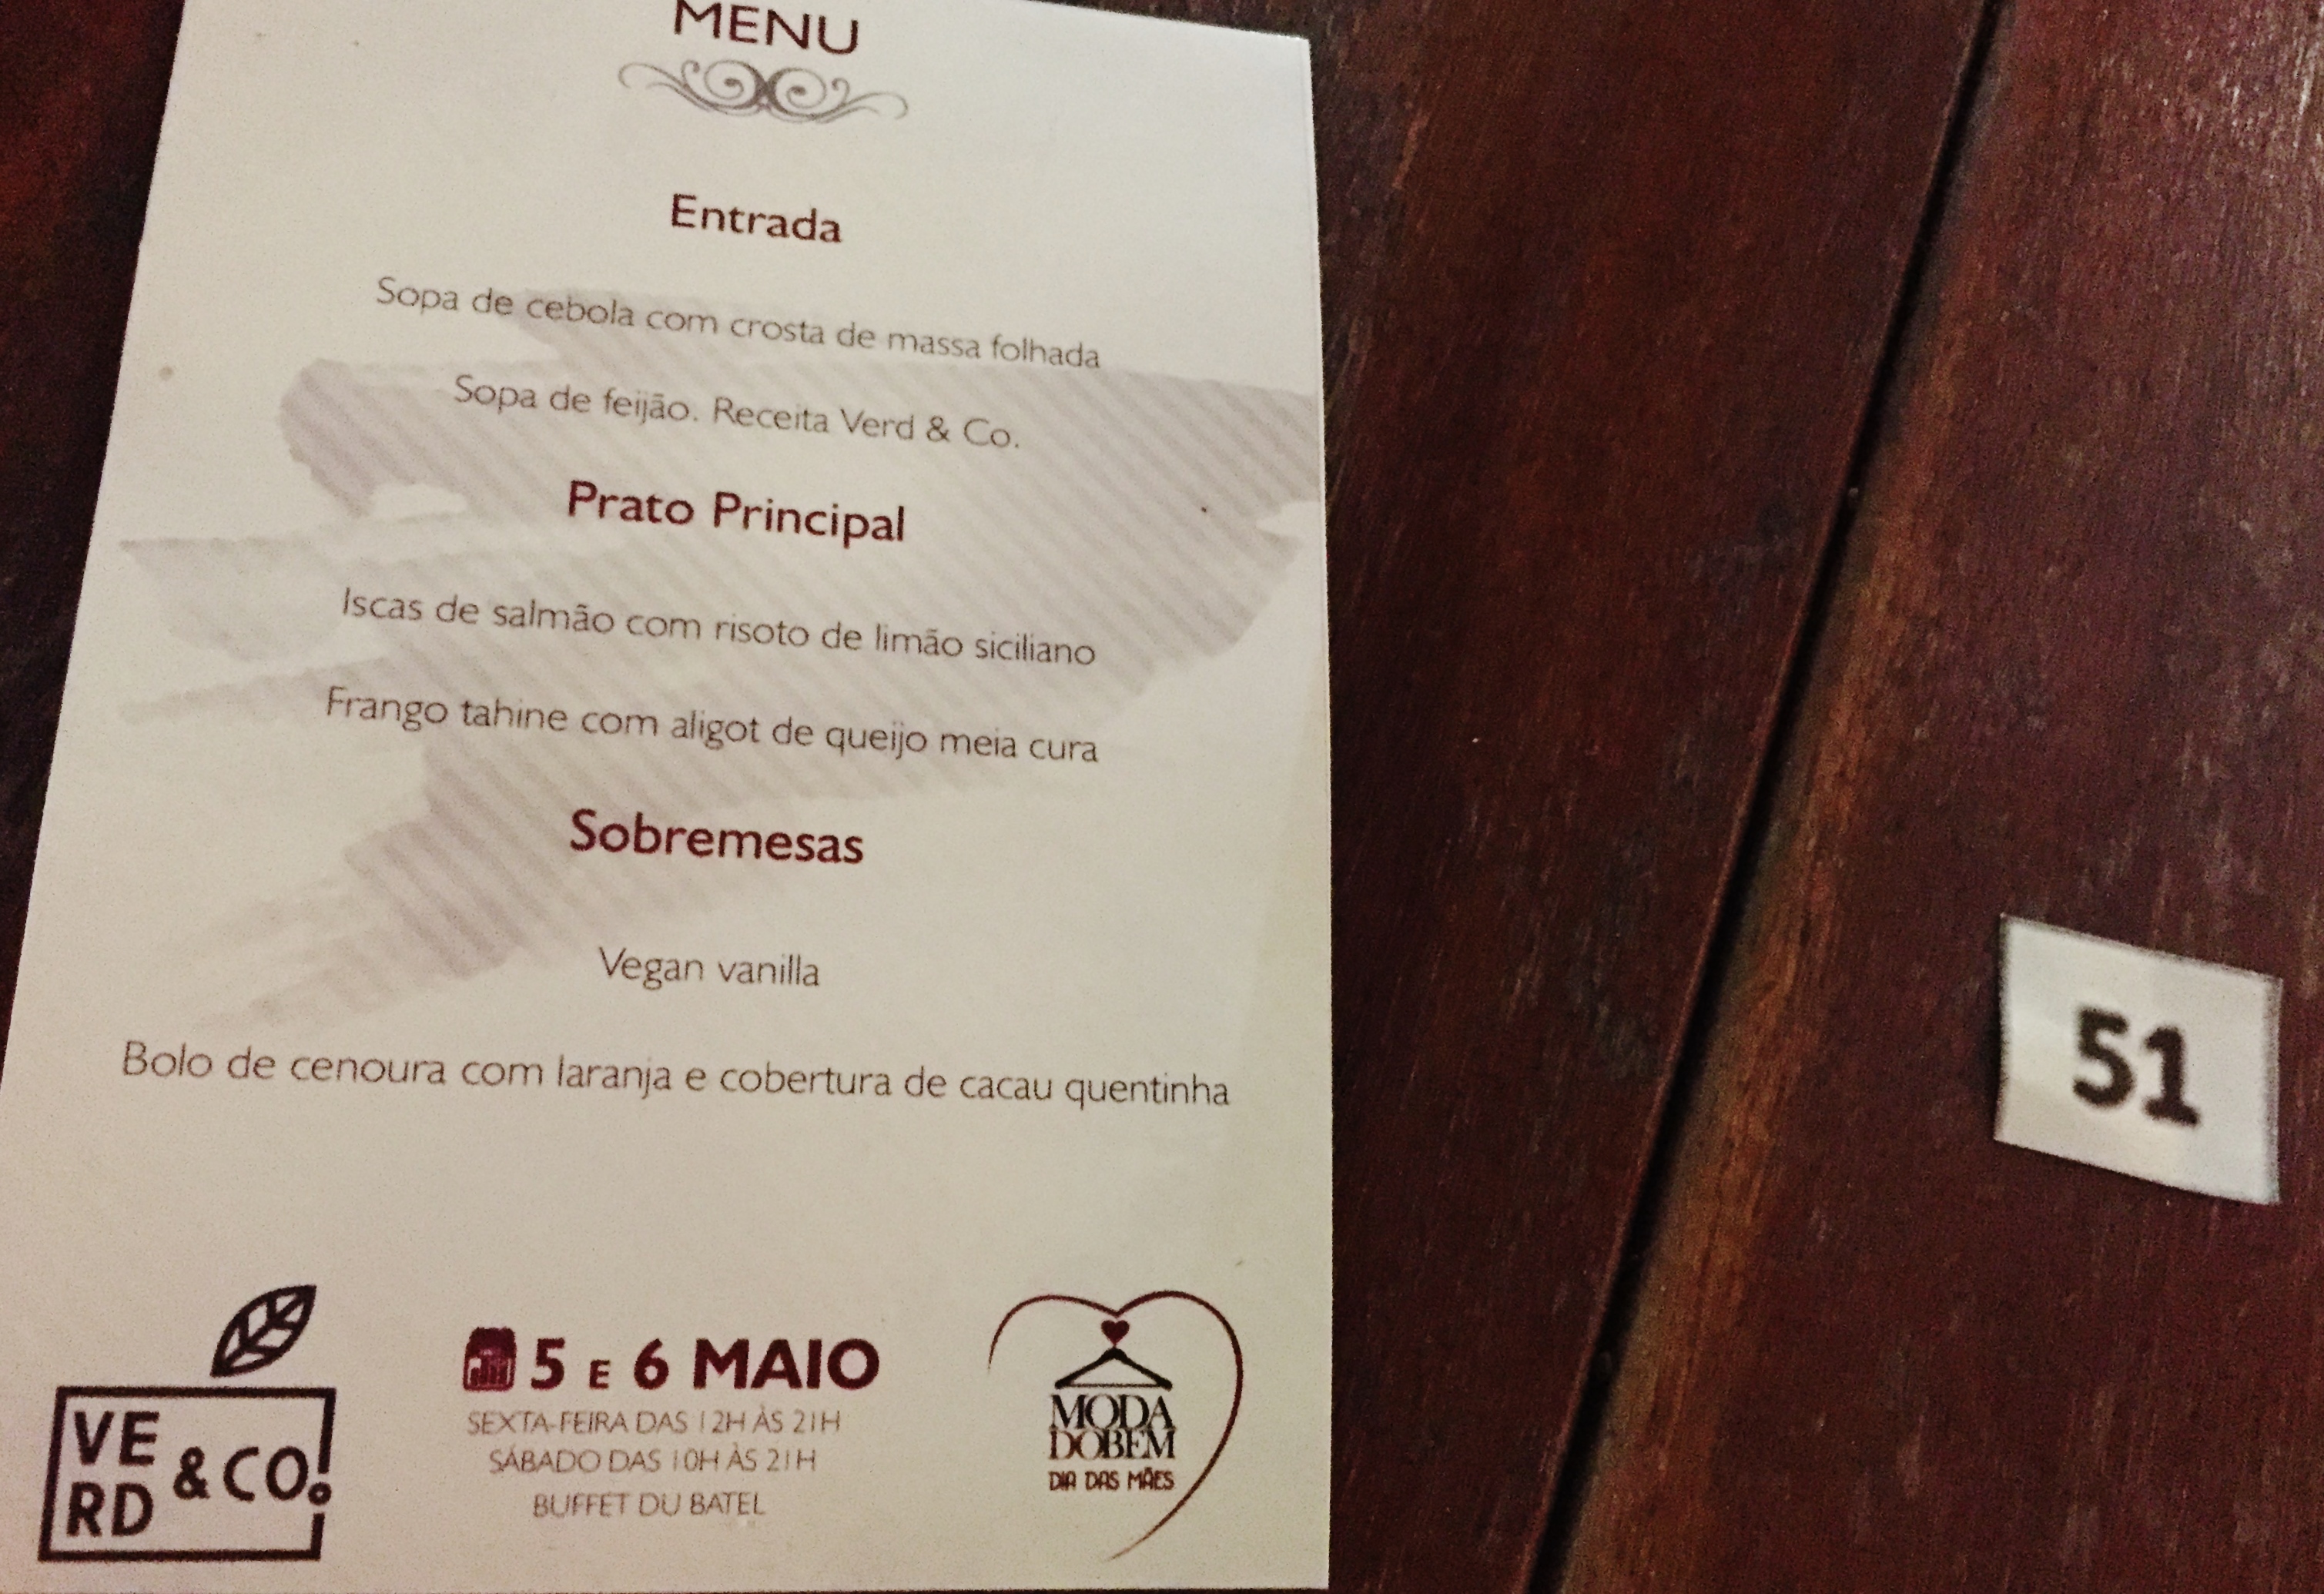 MENU
Entrada
Sopa de cebola com crosta de massa folhada
Sopa de feijão. Receita Verd & Co.
Prato Principal
Iscas de salmão com risoto de limão siciliano
Frango tahine com aligot de queijo meia cura
Sobremesas
Vegan vanilla
Bolo de cenoura com laranja e cobertura de cacau quentinha
VE
RD
& CO!
5 E 6 MAIO
SEXTA-FEIRA DAS 12H ÀS 21H
SÁBADO DAS 10H ÀS 21H
BUFFET DU BATEL
MODA
DOBEM
DIA DAS MÃES
51